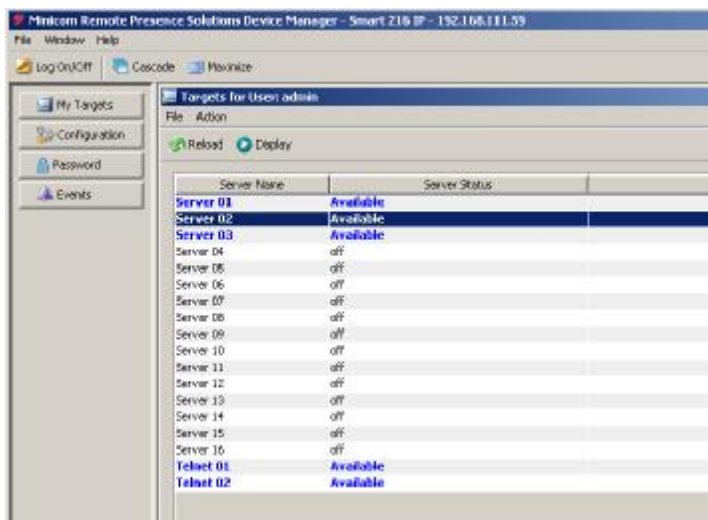 Minicom Remote Presence Solutions Device Manager - Smart 216 IP - 192.168.111.59
File Window Help
Log On/Off Cascade Maximize
My Targets
Configuration
Password
Events
Targets for User: admin
File Action
Reload Display
Server Name Server Status
Server 01 Available
Server 02 Available
Server 03 Available
Server 04 off
Server 05 off
Server 06 off
Server 07 off
Server 08 off
Server 09 off
Server 10 off
Server 11 off
Server 12 off
Server 13 off
Server 14 off
Server 15 off
Server 16 off
Telnet 01 Available
Telnet 02 Available